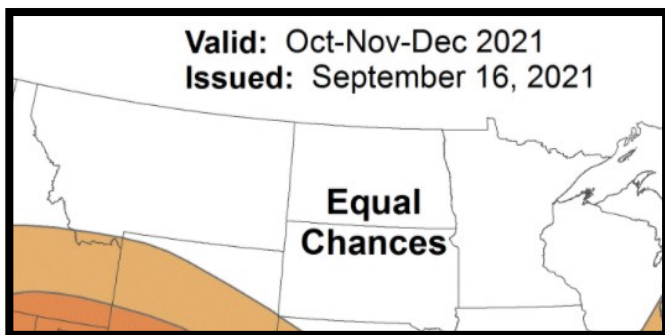 Valid: Oct-Nov-Dec 2021
Issued: September 16, 2021
Equal
Chances